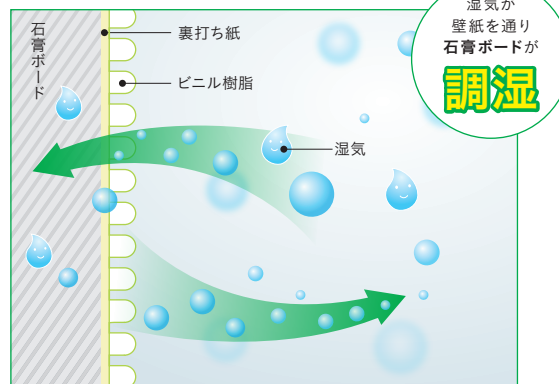 石膏ボード
裏打ち紙
ビニル樹脂
湿気
湿気が
壁紙を通り
石膏ボードが
調湿